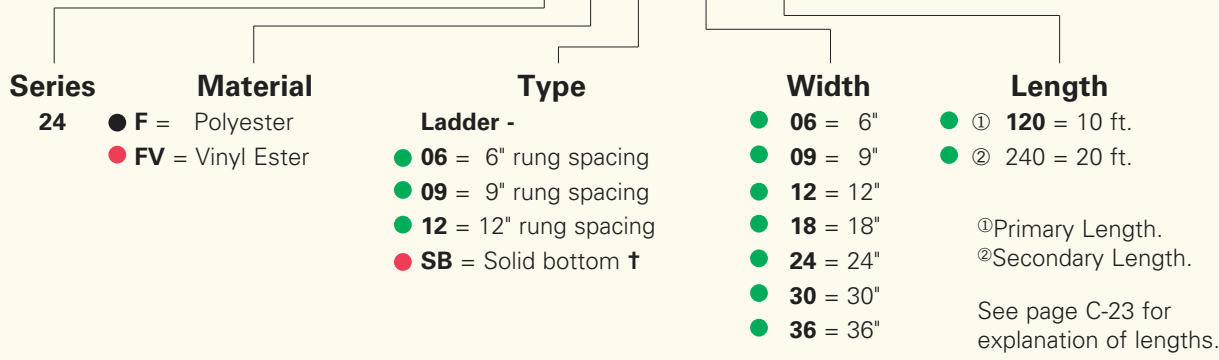 Series
24
Material
F = Polyester
FV = Vinyl Ester
Type
Ladder -
06 = 6" rung spacing
09 = 9" rung spacing
12 = 12" rung spacing
SB = Solid bottom †
Width
06 = 6"
09 = 9"
12 = 12"
18 = 18"
24 = 24"
30 = 30"
36 = 36"
Length
① 120 = 10 ft.
② 240 = 20 ft.
①Primary Length.
②Secondary Length.
See page C-23 for
explanation of lengths.